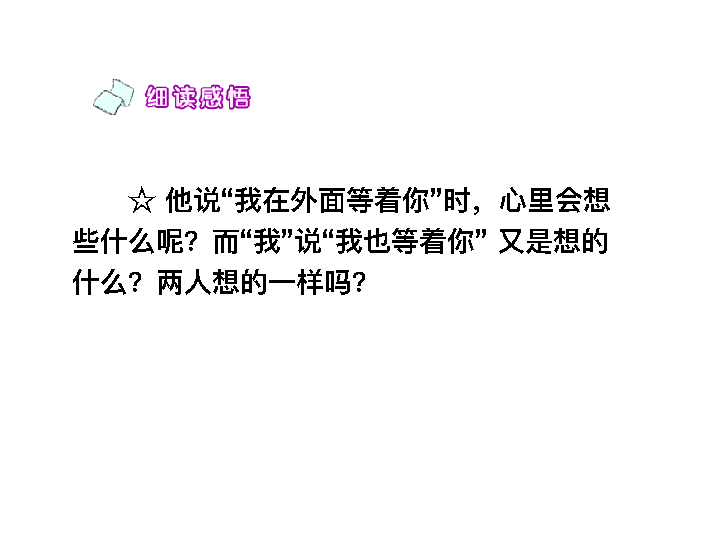 细读感悟
☆ 他说“我在外面等着你”时，心里会想
些什么呢？而“我”说“我也等着你” 又是想的
什么？两人想的一样吗？